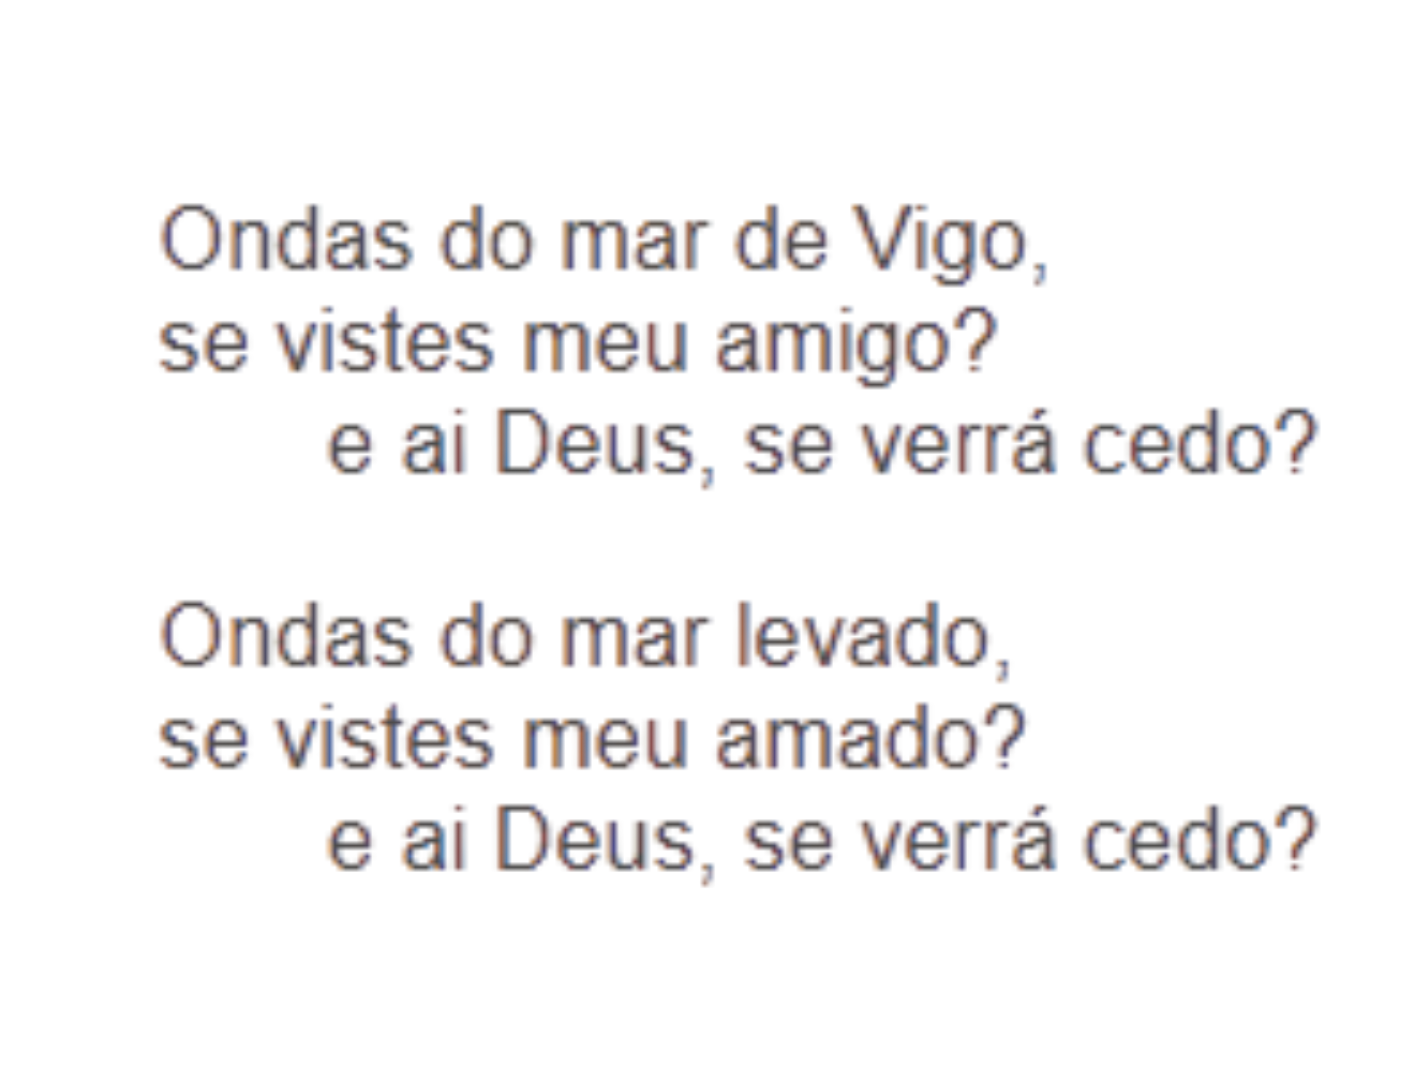 Ondas do mar de Vigo,
se vistes meu amigo?
e ai Deus, se verrá cedo?
Ondas do mar levado,
se vistes meu amado?
e ai Deus, se verrá cedo?